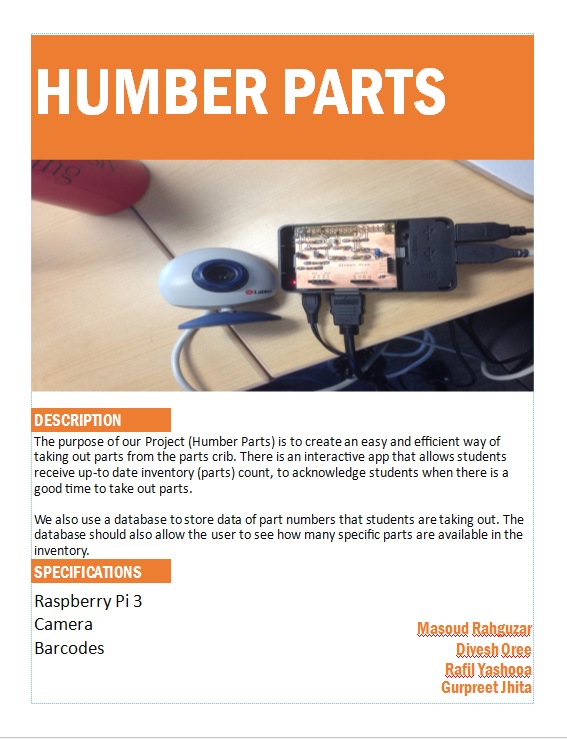 HUMBER PARTS
ing
Labtec
DESCRIPTION
The purpose of our Project (Humber Parts) is to create an easy and efficient way of
taking out parts from the parts crib. There is an interactive app that allows students
receive up-to date inventory (parts) count, to acknowledge students when there is a
good time to take out parts.
We also use a database to store data of part numbers that students are taking out. The
database should also allow the user to see how many specific parts are available in the
inventory.
SPECIFICATIONS
Raspberry Pi 3
Camera
Barcodes
Masoud Rahguzar
Divesh Oree
Rafil Yashooa
Gurpreet Jhita